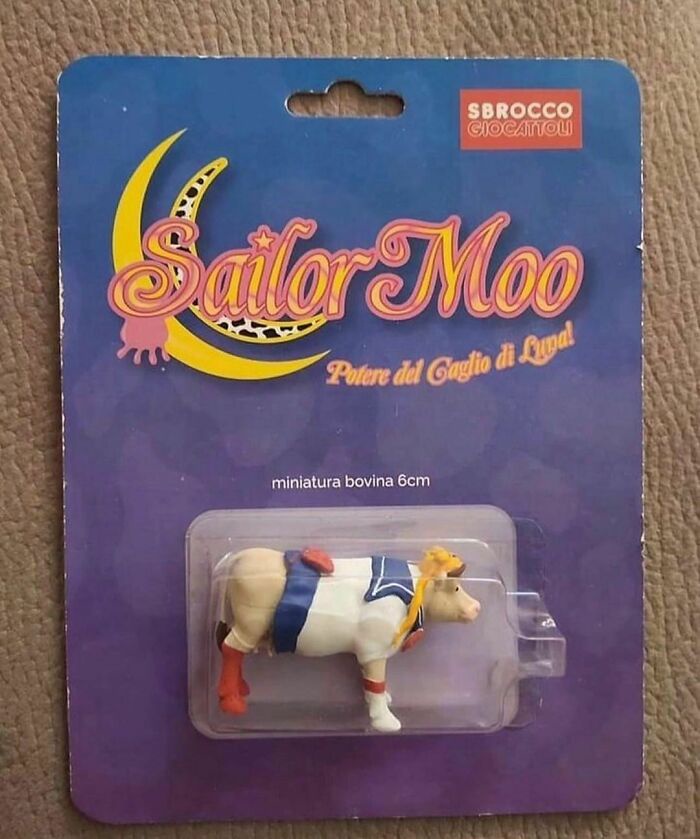 SBROCCO
GIOCATTOLI
Sailor Moo
Potere del Caglio di Luna!
miniatura bovina 6cm